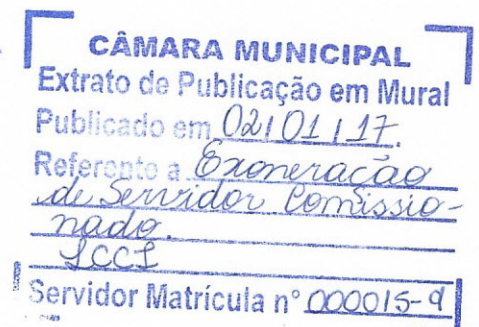 CÂMARA MUNICIPAL
Extrato de Publicação em Mural
Publicado em 02/01/17.
Referente a Exoneração
de Servidor Comissio-
nado.
Servidor Matrícula n° 000015-9